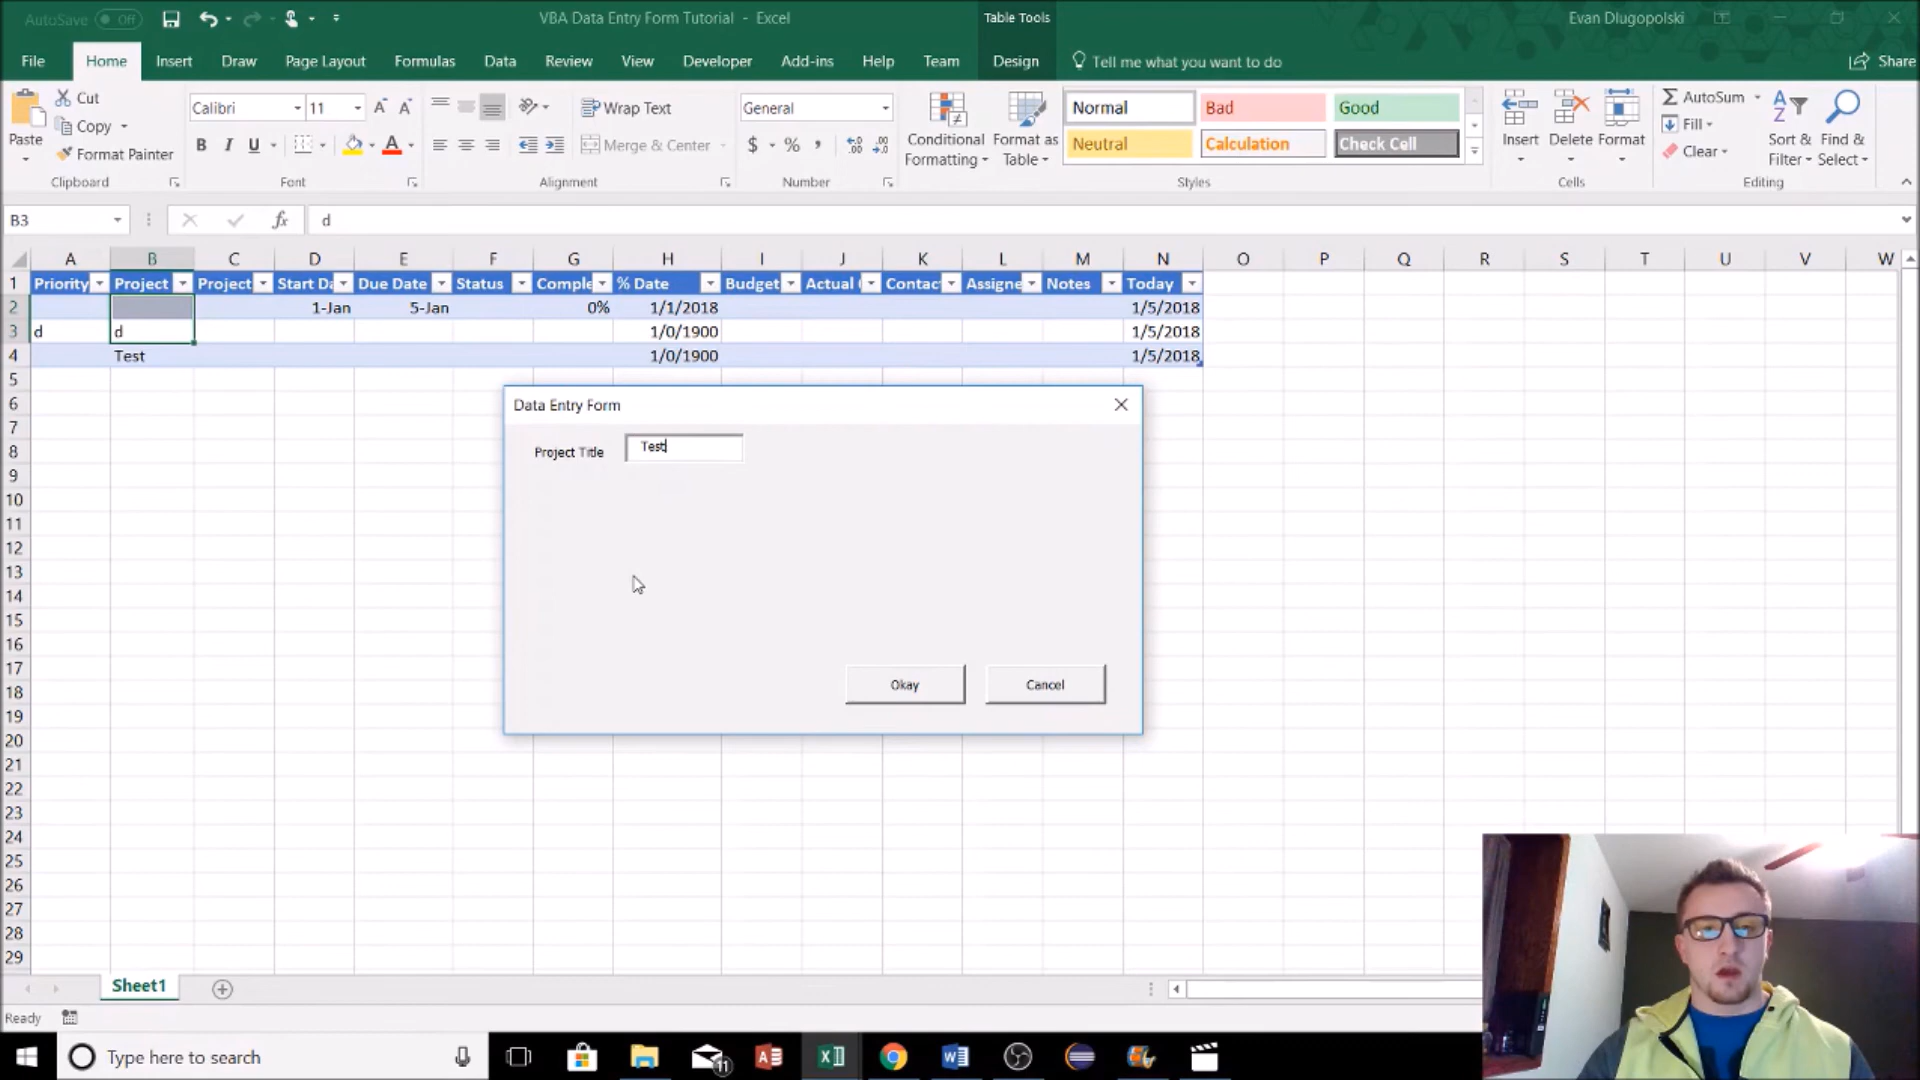 AutoSave Off
VBA Data Entry Form Tutorial - Excel
Table Tools
Evan Dlugopolski
File Home Insert Draw Page Layout Formulas Data Review View Developer Add-ins Help Team Design Tell me what you want to do Share
Paste
Cut
Copy
Format Painter
Clipboard
Calibri 11
B I U
Font
Wrap Text
Merge & Center
Alignment
General
$ % ,
Number
Conditional Formatting
Format as Table
Normal Bad Good
Neutral Calculation Check Cell
Styles
Insert Delete Format
Cells
AutoSum
Fill
Clear
Sort & Filter
Find & Select
Editing
B3 fx d
A B C D E F G H I J K L M N O P Q R S T U V W
1 Priority Project Project Start Da Due Date Status Comple % Date Budget Actual Contac Assigne Notes Today
2 1-Jan 5-Jan 0% 1/1/2018 1/5/2018
3 d d 1/0/1900 1/5/2018
4 Test 1/0/1900 1/5/2018
5
6
7
8
9
10
11
12
13
14
15
16
17
18
19
20
21
22
23
24
25
26
27
28
29
Data Entry Form
Project Title Test
Okay Cancel
Sheet1
Ready
Type here to search
11